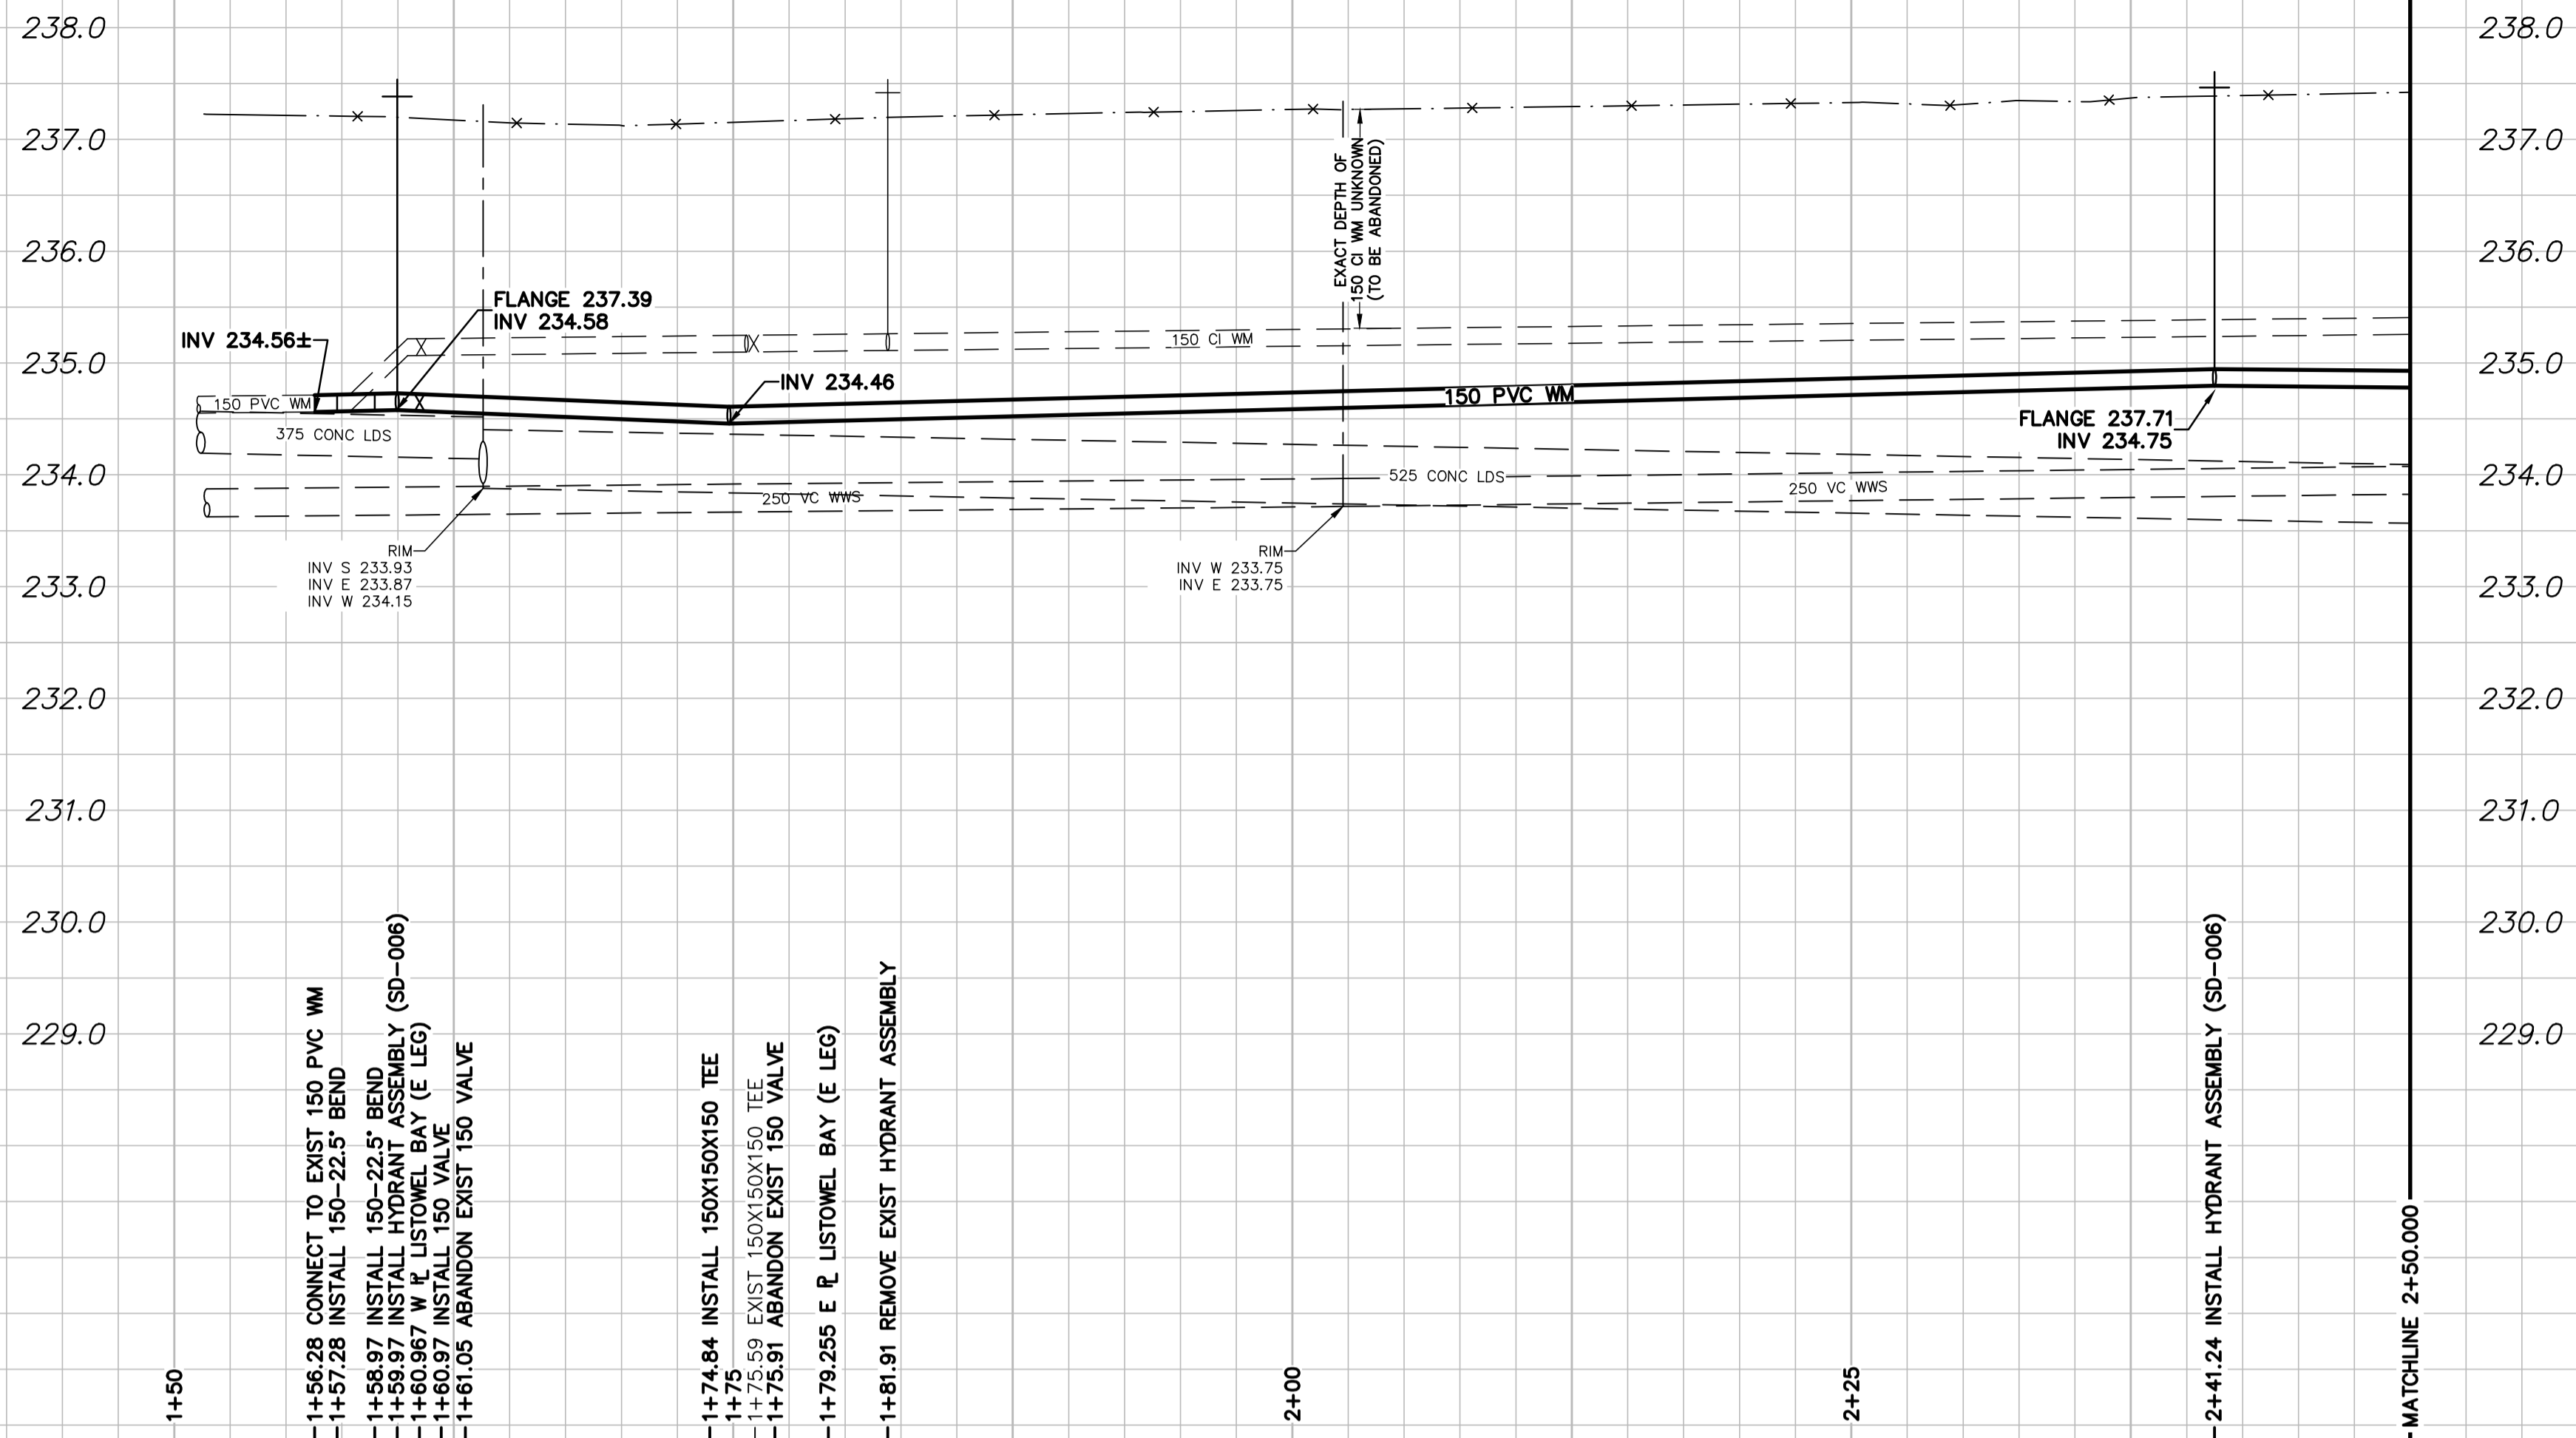 238.0
237.0
236.0
235.0
234.0
233.0
232.0
231.0
230.0
229.0
238.0
237.0
236.0
235.0
234.0
233.0
232.0
231.0
230.0
229.0
INV 234.56±
FLANGE 237.39
INV 234.58
INV 234.46
EXACT DEPTH OF
150 CI WM UNKNOWN
(TO BE ABANDONED)
150 CI WM
150 PVC WM
150 PVC WM
FLANGE 237.71
INV 234.75
375 CONC LDS
525 CONC LDS
250 VC WWS
250 VC WWS
RIM
INV S 233.93
INV E 233.87
INV W 234.15
RIM
INV W 233.75
INV E 233.75
1+50
1+56.28 CONNECT TO EXIST 150 PVC WM
1+57.28 INSTALL 150-22.5° BEND
1+58.97 INSTALL 150-22.5° BEND
1+59.97 INSTALL HYDRANT ASSEMBLY (SD-006)
1+60.967 W PL LISTOWEL BAY (E LEG)
1+60.97 INSTALL 150 VALVE
1+61.05 ABANDON EXIST 150 VALVE
1+74.84 INSTALL 150X150X150 TEE
1+75
1+75.59 EXIST 150X150X150 TEE
1+75.91 ABANDON EXIST 150 VALVE
1+79.255 E PL LISTOWEL BAY (E LEG)
1+81.91 REMOVE EXIST HYDRANT ASSEMBLY
2+00
2+25
2+41.24 INSTALL HYDRANT ASSEMBLY (SD-006)
MATCHLINE 2+50.000